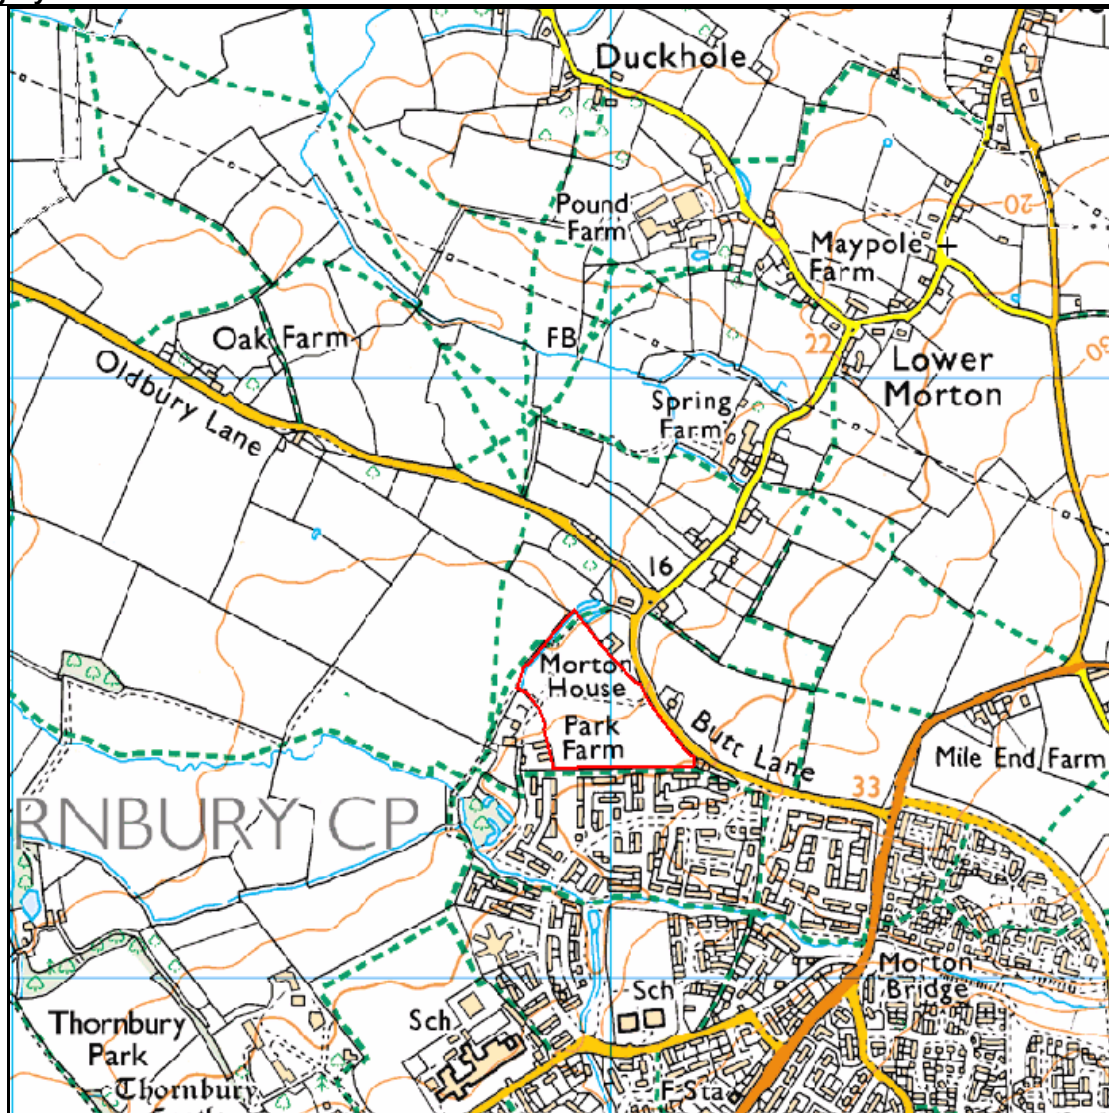 Duckhole
Pound
Farm
20
Maypole
Farm
Oak Farm
FB
22
30
Lower
Morton
Oldbury Lane
Spring
Farm
16
Morton
House
Park
Farm
Butt Lane
Mile End Farm
33
RNBURY CP
Morton
Bridge
Sch
Sch
Thornbury
Park
Thornbury
F Sta